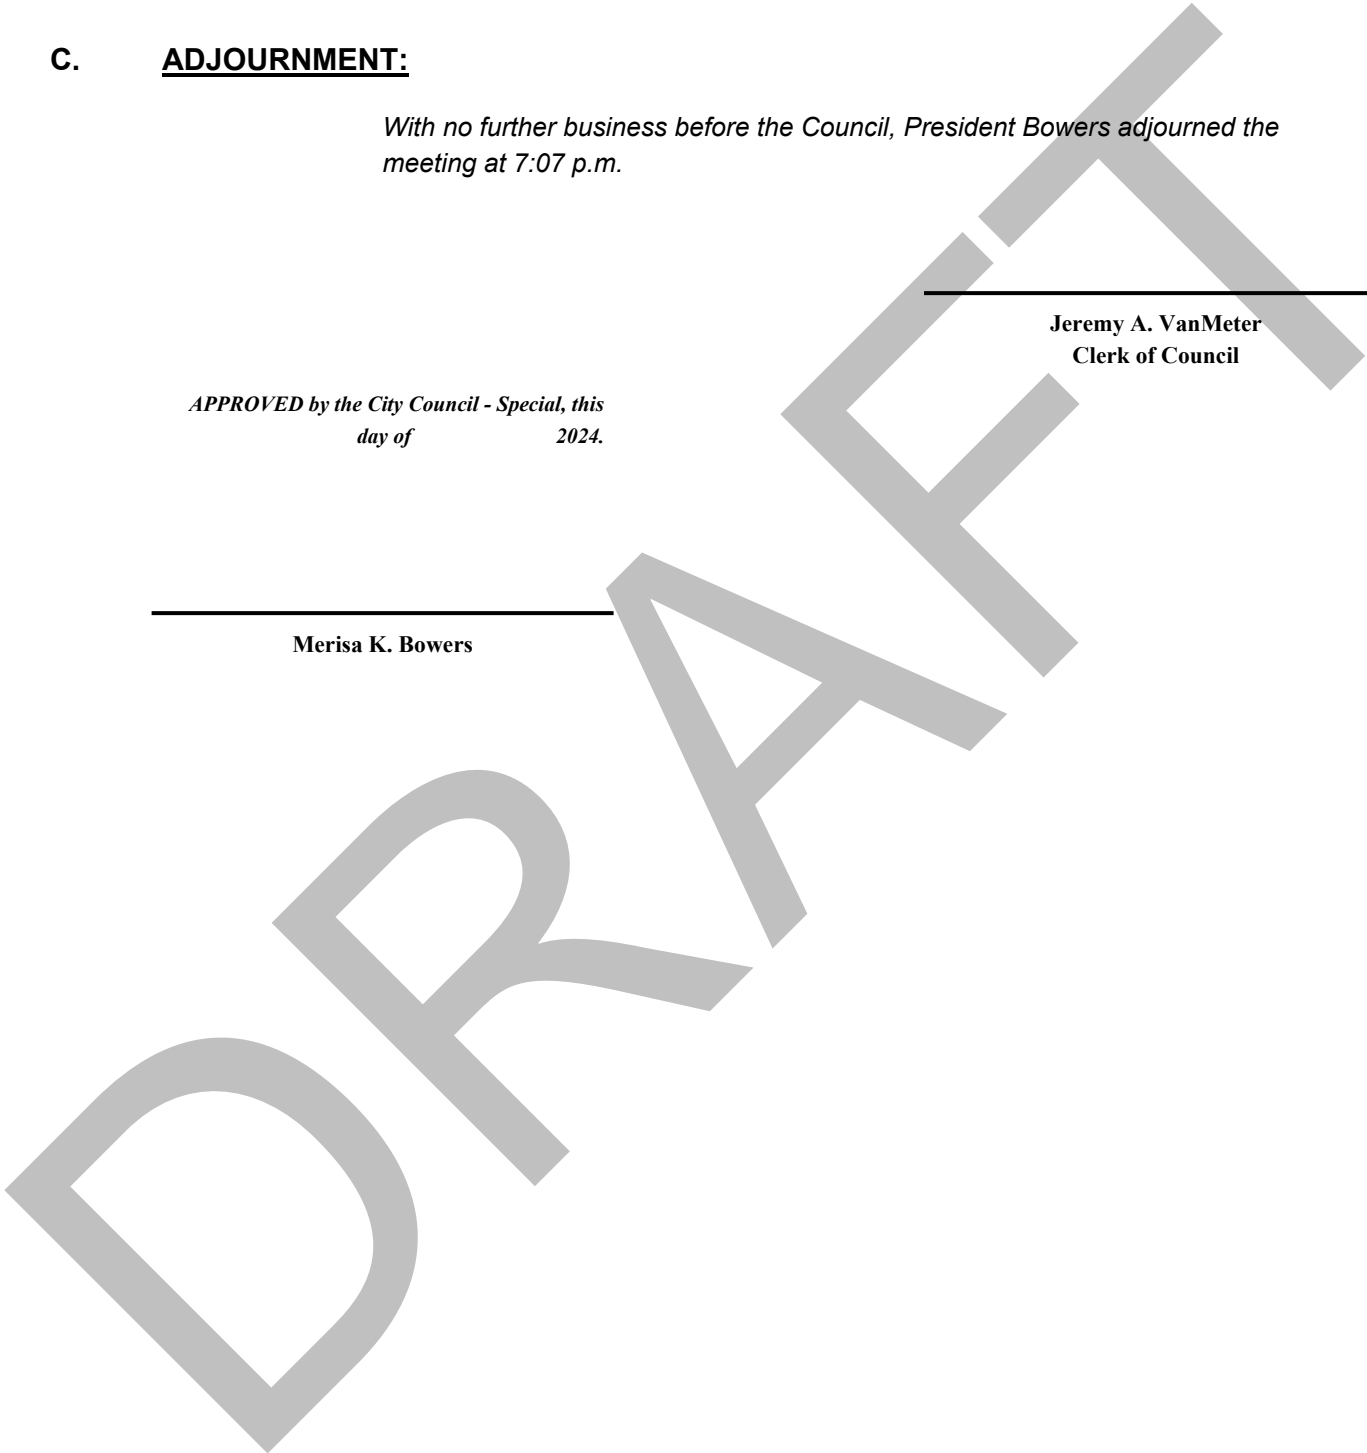 C. ADJOURNMENT:
With no further business before the Council, President Bowers adjourned the
meeting at 7:07 p.m.
Jeremy A. VanMeter
Clerk of Council
APPROVED by the City Council - Special, this
day of 2024.
Merisa K. Bowers
DRAFT